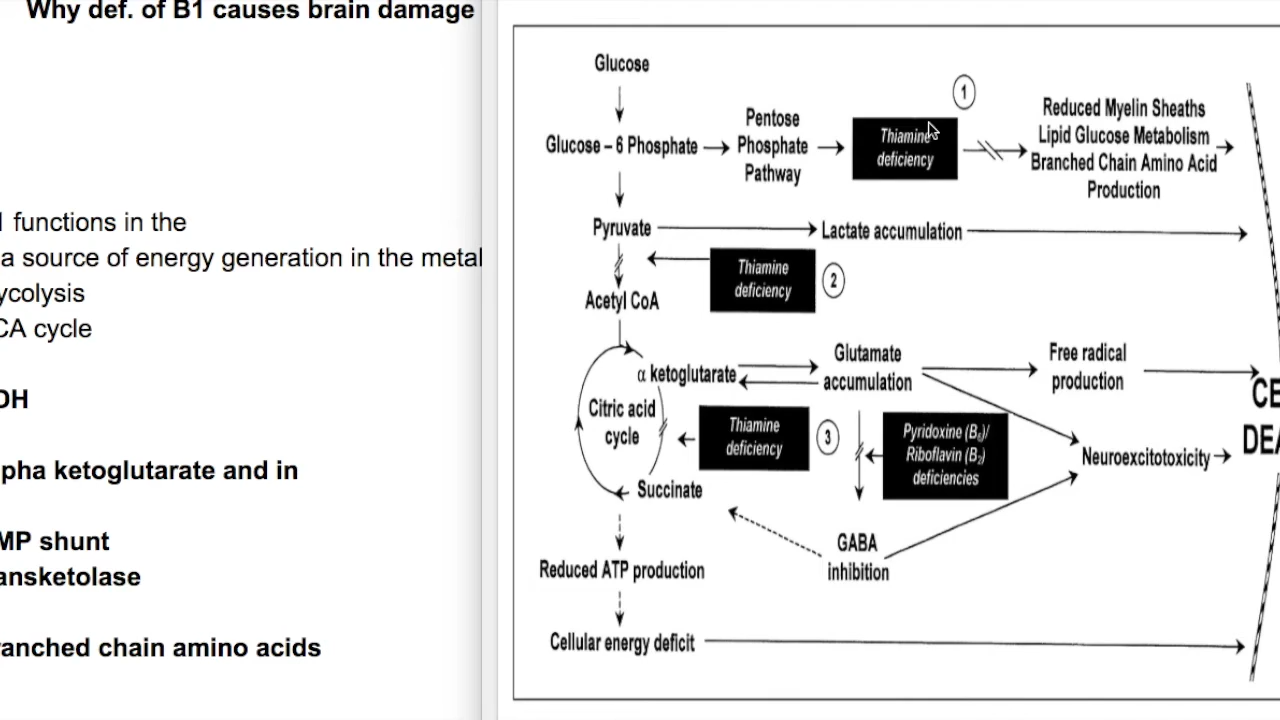 Why def. of B1 causes brain damage
functions in the
a source of energy generation in the metal
ycolysis
CA cycle
DH
pha ketoglutarate and in
MP shunt
ansketolase
ranched chain amino acids
Glucose
1
Glucose – 6 Phosphate
Pentose
Phosphate
Pathway
Thiamine
deficiency
Reduced Myelin Sheaths
Lipid Glucose Metabolism
Branched Chain Amino Acid
Production
Pyruvate
Lactate accumulation
Thiamine
deficiency
2
Acetyl CoA
α ketoglutarate
Glutamate
accumulation
Free radical
production
Citric acid
cycle
Thiamine
deficiency
3
Pyridoxine (B6)/
Riboflavin (B2)
deficiencies
Neuroexcitotoxicity
CE
DEA
Succinate
GABA
inhibition
Reduced ATP production
Cellular energy deficit